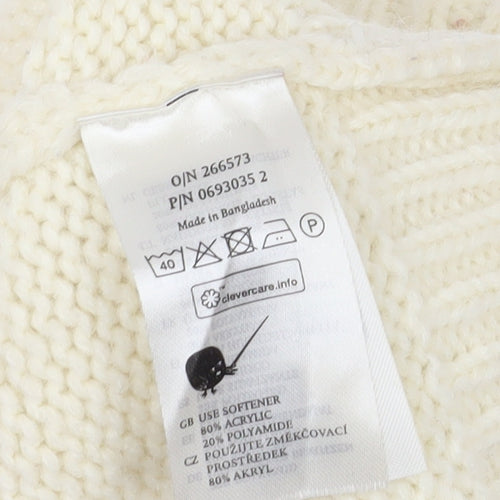 O/N 266573
P/N 0693035 2
Made in Bangladesh
40 P
clevercare.info
GB USE SOFTENER
80% ACRYLIC
20% POLYAMIDE
CZ POUŽIJTE ZMĚKČOVACÍ
PROSTŘEDEK
80% AKRYL